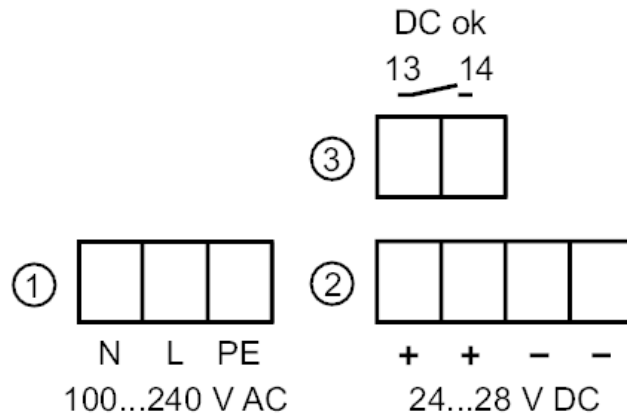 DC ok
13 14
3
1
2
N L PE
+ + – –
100...240 V AC
24...28 V DC